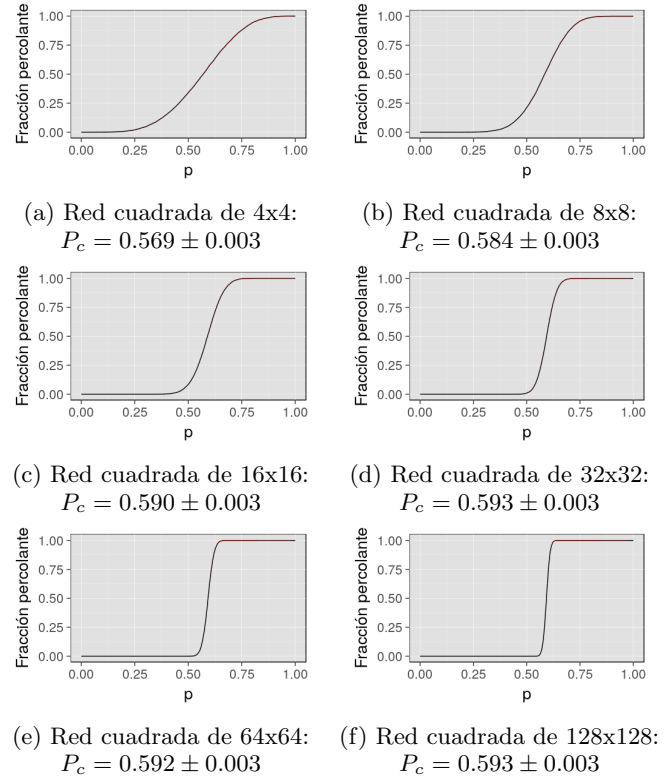 Fracción percolante
1.00
0.75
0.50
0.25
0.00
0.00 0.25 0.50 0.75 1.00
p
(a) Red cuadrada de 4x4:
P_c = 0.569 ± 0.003
Fracción percolante
1.00
0.75
0.50
0.25
0.00
0.00 0.25 0.50 0.75 1.00
p
(b) Red cuadrada de 8x8:
P_c = 0.584 ± 0.003
Fracción percolante
1.00
0.75
0.50
0.25
0.00
0.00 0.25 0.50 0.75 1.00
p
(c) Red cuadrada de 16x16:
P_c = 0.590 ± 0.003
Fracción percolante
1.00
0.75
0.50
0.25
0.00
0.00 0.25 0.50 0.75 1.00
p
(d) Red cuadrada de 32x32:
P_c = 0.593 ± 0.003
Fracción percolante
1.00
0.75
0.50
0.25
0.00
0.00 0.25 0.50 0.75 1.00
p
(e) Red cuadrada de 64x64:
P_c = 0.592 ± 0.003
Fracción percolante
1.00
0.75
0.50
0.25
0.00
0.00 0.25 0.50 0.75 1.00
p
(f) Red cuadrada de 128x128:
P_c = 0.593 ± 0.003